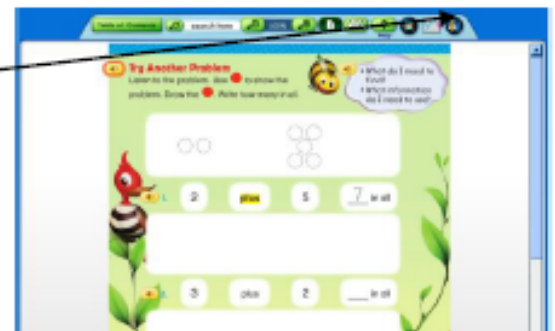 Table of Contents search here
Try Another Problem
Listen to the problem. Use to show the
problem. Draw the Write how many in all.
• What do I need to
find?
• What information
do I need to use?
1. 2 plus 5 7 in all
2. 3 plus 2 ___ in all